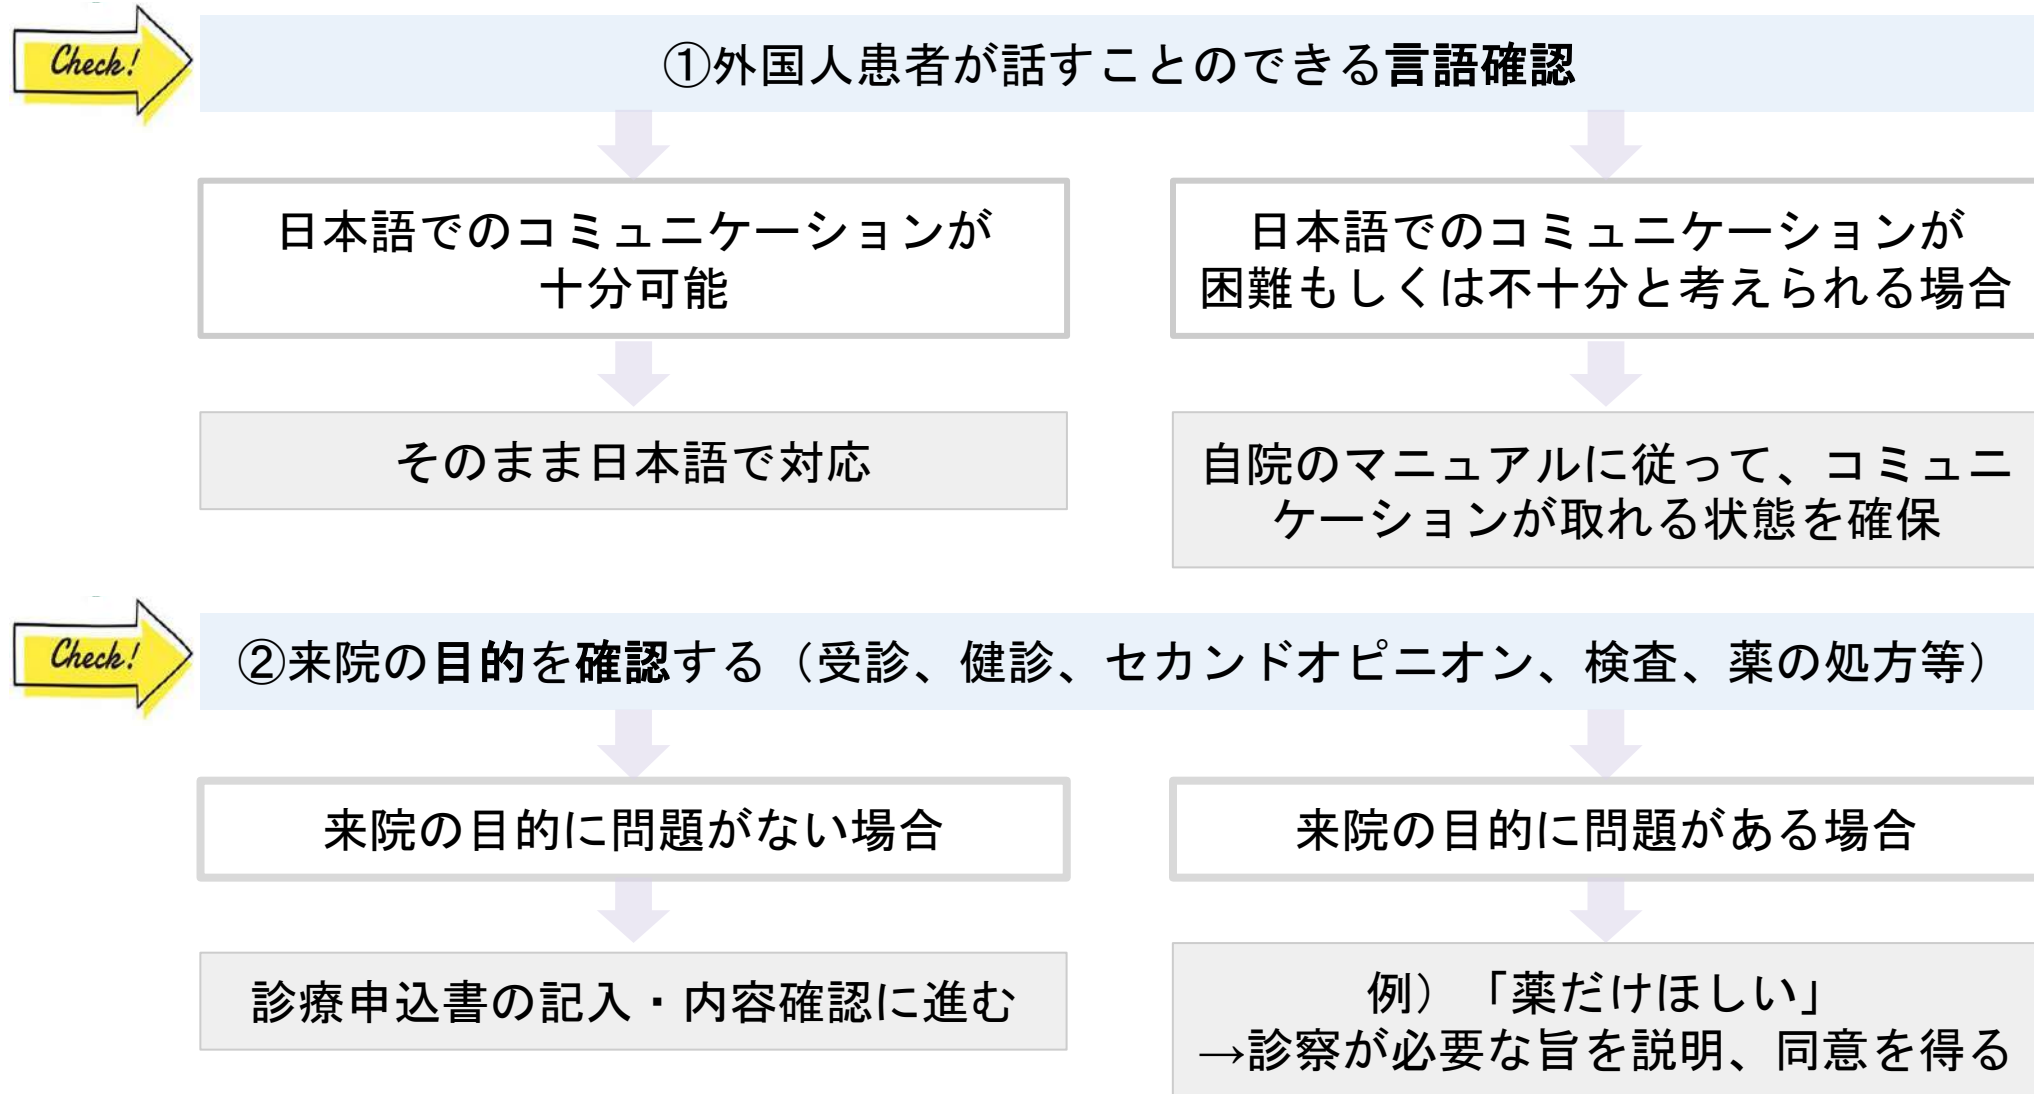 Check!
①外国人患者が話すことのできる言語確認
日本語でのコミュニケーションが
十分可能
日本語でのコミュニケーションが
困難もしくは不十分と考えられる場合
そのまま日本語で対応
自院のマニュアルに従って、コミュニ
ケーションが取れる状態を確保
Check!
②来院の目的を確認する（受診、健診、セカンドオピニオン、検査、薬の処方等）
来院の目的に問題がない場合
来院の目的に問題がある場合
診療申込書の記入・内容確認に進む
例）「薬だけほしい」
→診察が必要な旨を説明、同意を得る